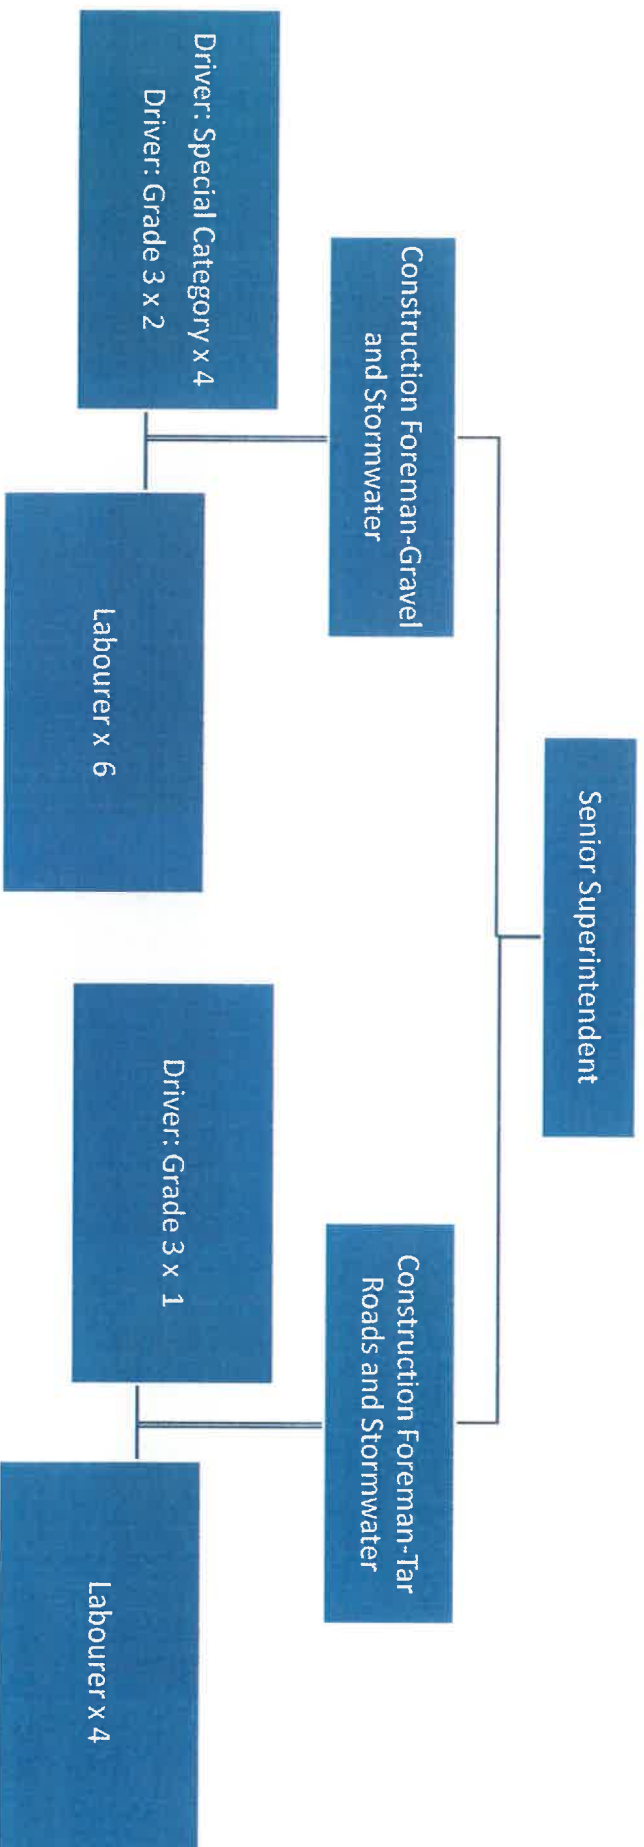 Senior Superintendent
Construction Foreman-Gravel
and Stormwater
Construction Foreman-Tar
Roads and Stormwater
Driver: Special Category x 4
Driver: Grade 3 x 2
Labourer x 6
Driver: Grade 3 x 1
Labourer x 4